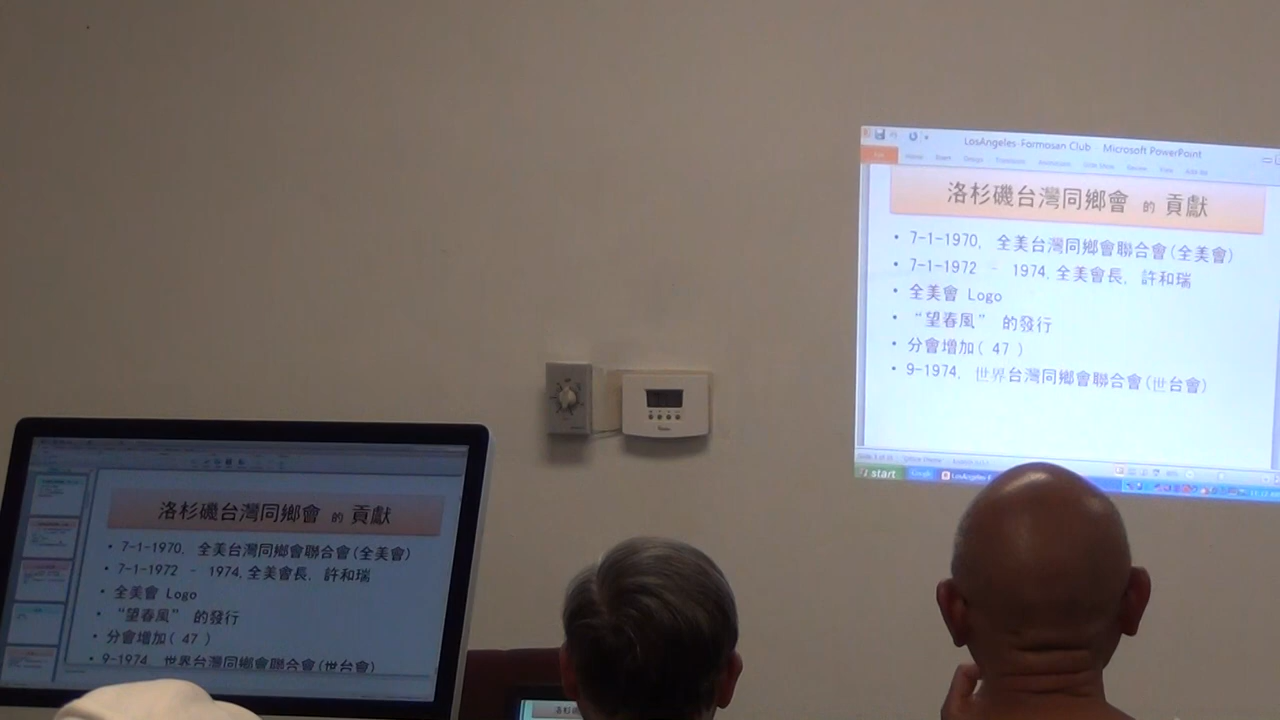 LosAngeles-Formosan Club - Microsoft PowerPoint
洛杉磯台灣同鄉會 的 貢獻
• 7-1-1970, 全美台灣同鄉會聯合會(全美會)
• 7-1-1972 - 1974,全美會長, 許和瑞
• 全美會 Logo
• “望春風” 的發行
• 分會增加( 47 )
• 9-1974, 世界台灣同鄉會聯合會(世台會)
start
Google
洛杉磯台灣同鄉會 的 貢獻
• 7-1-1970, 全美台灣同鄉會聯合會(全美會)
• 7-1-1972 - 1974,全美會長, 許和瑞
• 全美會 Logo
• “望春風” 的發行
• 分會增加( 47 )
• 9-1974, 世界台灣同鄉會聯合會(世台會)
洛杉